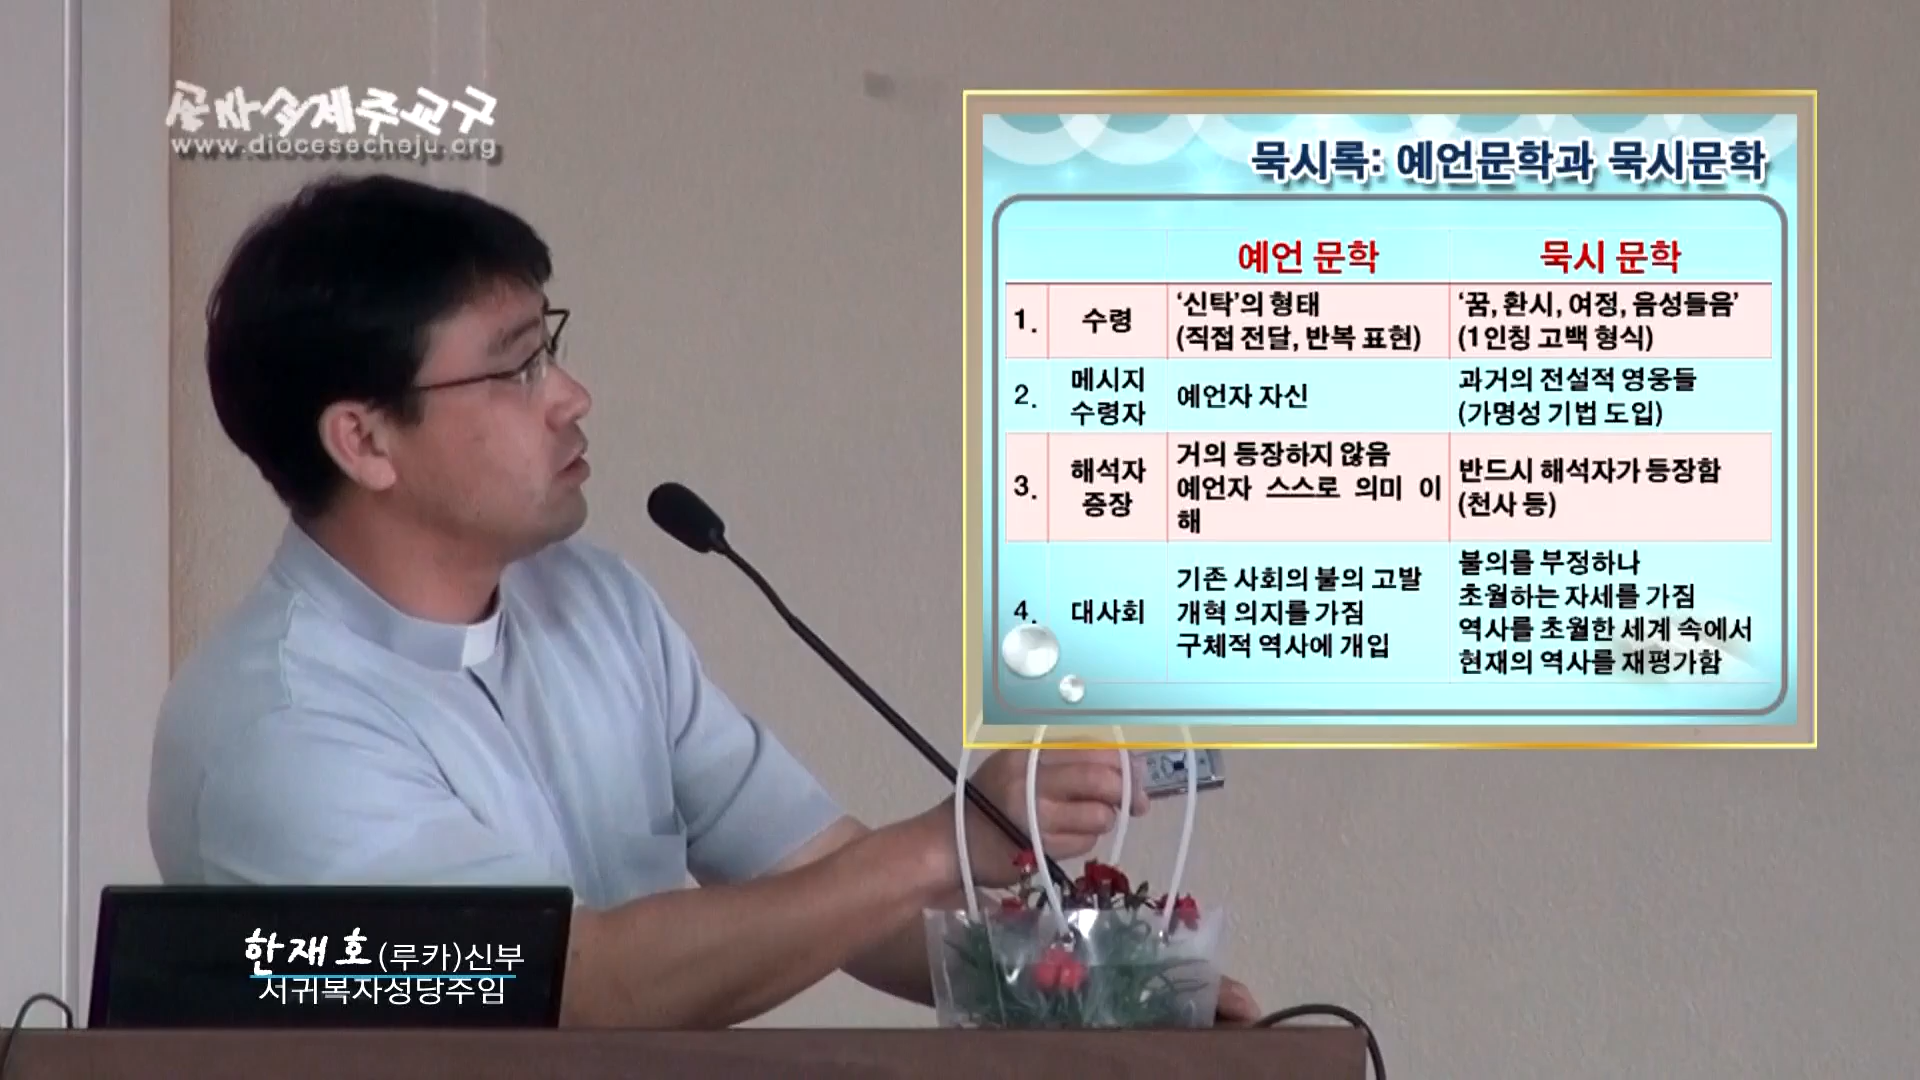 www.diocesecheju.org
묵시록: 예언문학과 묵시문학
예언 문학 묵시 문학
1. 수령 '신탁'의 형태 '꿈, 환시, 여정, 음성들음'
(직접 전달, 반복 표현) (1인칭 고백 형식)
2. 메시지 수령자 예언자 자신 과거의 전설적 영웅들
(가명성 기법 도입)
3. 해석자 증장 거의 등장하지 않음 반드시 해석자가 등장함
예언자 스스로 의미 이 (천사 등)
해
4. 대사회 기존 사회의 불의 고발 불의를 부정하나
개혁 의지를 가짐 초월하는 자세를 가짐
구체적 역사에 개입 역사를 초월한 세계 속에서
현재의 역사를 재평가함
한재호(루카)신부
서귀복자성당주임